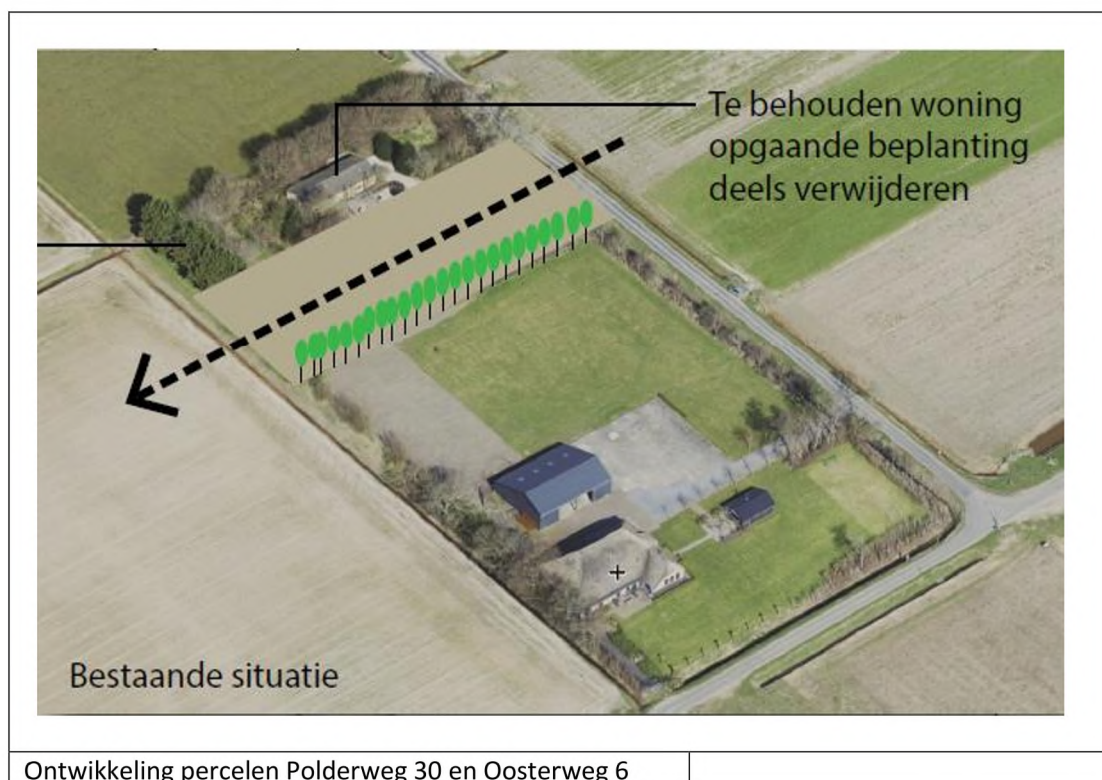 Te behouden woning
opgaande beplanting
deels verwijderen
Bestaande situatie
Ontwikkeling percelen Polderweg 30 en Oosterweg 6